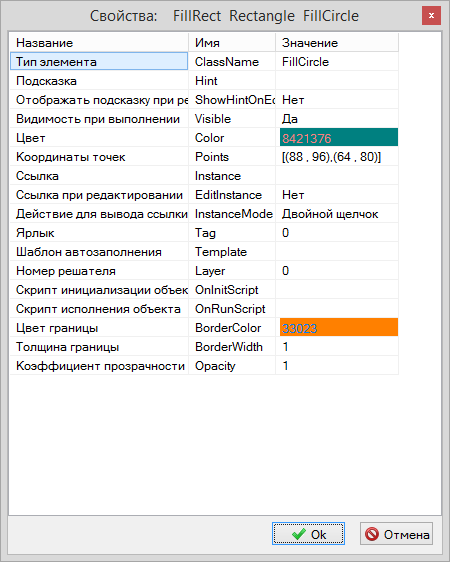 Свойства: FillRect Rectangle FillCircle x
Название Имя Значение
Тип элемента ClassName FillCircle
Подсказка Hint
Отображать подсказку при ре ShowHintOnEc
Нет
Видимость при выполнении Visible Да
Цвет Color 8421376
Координаты точек Points [(88 , 96),(64 , 80)]
Ссылка Instance
Ссылка при редактировании EditInstance Нет
Действие для вывода ссылки InstanceMode Двойной щелчок
Ярлык Tag 0
Шаблон автозаполнения Template
Номер решателя Layer 0
Скрипт инициализации объек OnInitScript
Скрипт исполнения объекта OnRunScript
Цвет границы BorderColor 33023
Толщина границы BorderWidth 1
Коэффициент прозрачности Opacity 1
Ok Отмена